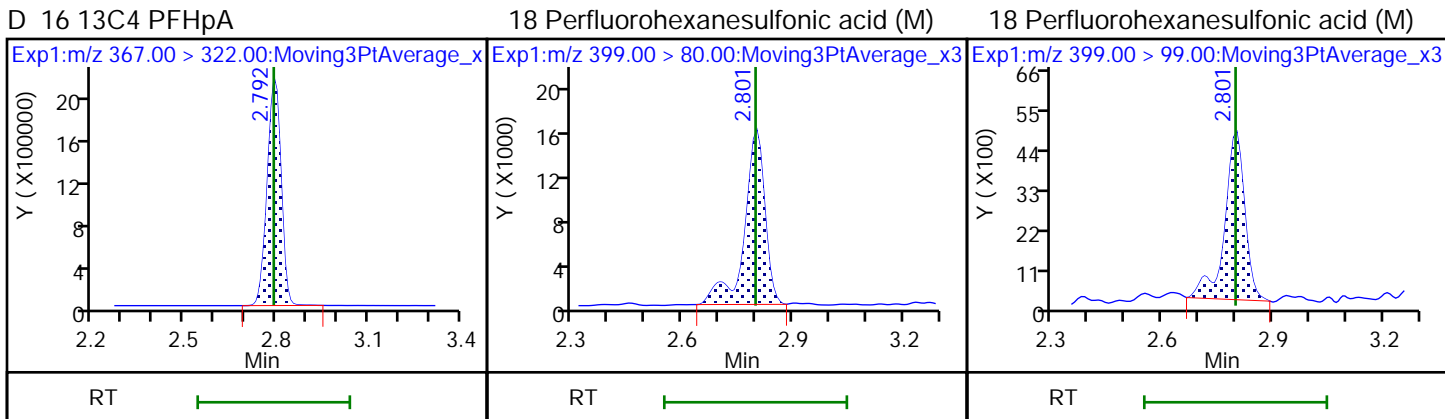 D 16 13C4 PFHpA
18 Perfluorohexanesulfonic acid (M)
18 Perfluorohexanesulfonic acid (M)
Exp1:m/z 367.00 > 322.00:Moving3PtAverage_x
Exp1:m/z 399.00 > 80.00:Moving3PtAverage_x3
Exp1:m/z 399.00 > 99.00:Moving3PtAverage_x3
2.792
Y ( X100000)
20
16
12
8
4
0
2.2 2.5 2.8 3.1 3.4
Min
2.801
Y ( X1000)
20
16
12
8
4
0
2.3 2.6 2.9 3.2
Min
2.801
Y ( X100)
66
55
44
33
22
11
0
2.3 2.6 2.9 3.2
Min
RT
RT
RT